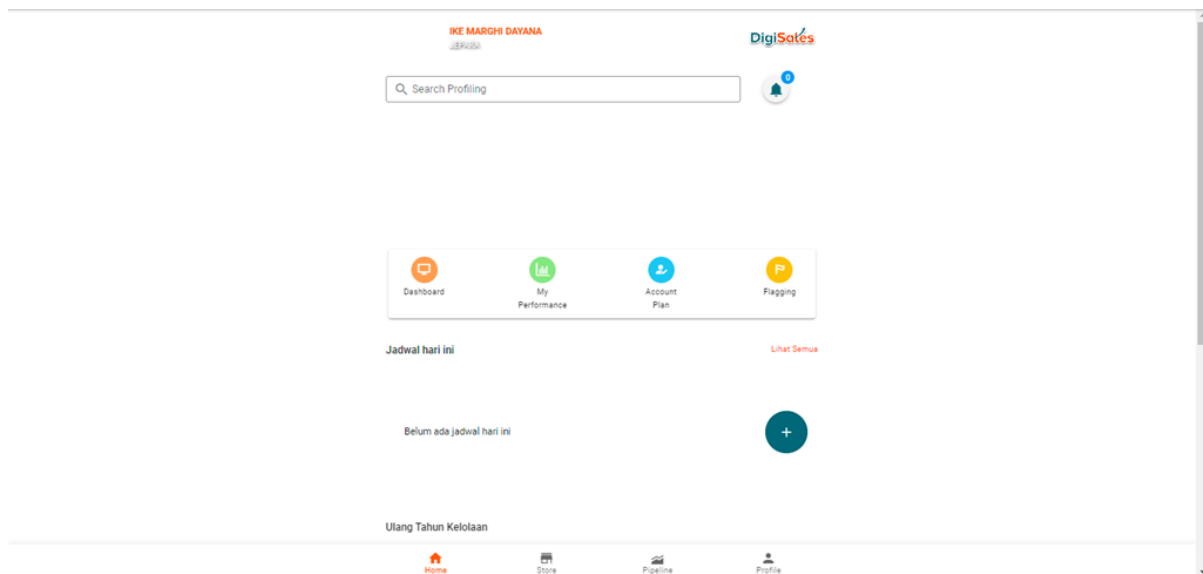 IKE MARGHI DAYANA
JEPARA
DigiSales
Search Profiling
0
Dashboard
My
Performance
Account
Plan
Flagging
Jadwal hari ini
Lihat Semua
Belum ada jadwal hari ini
+
Ulang Tahun Kelolaan
Home
Store
Pipeline
Profile